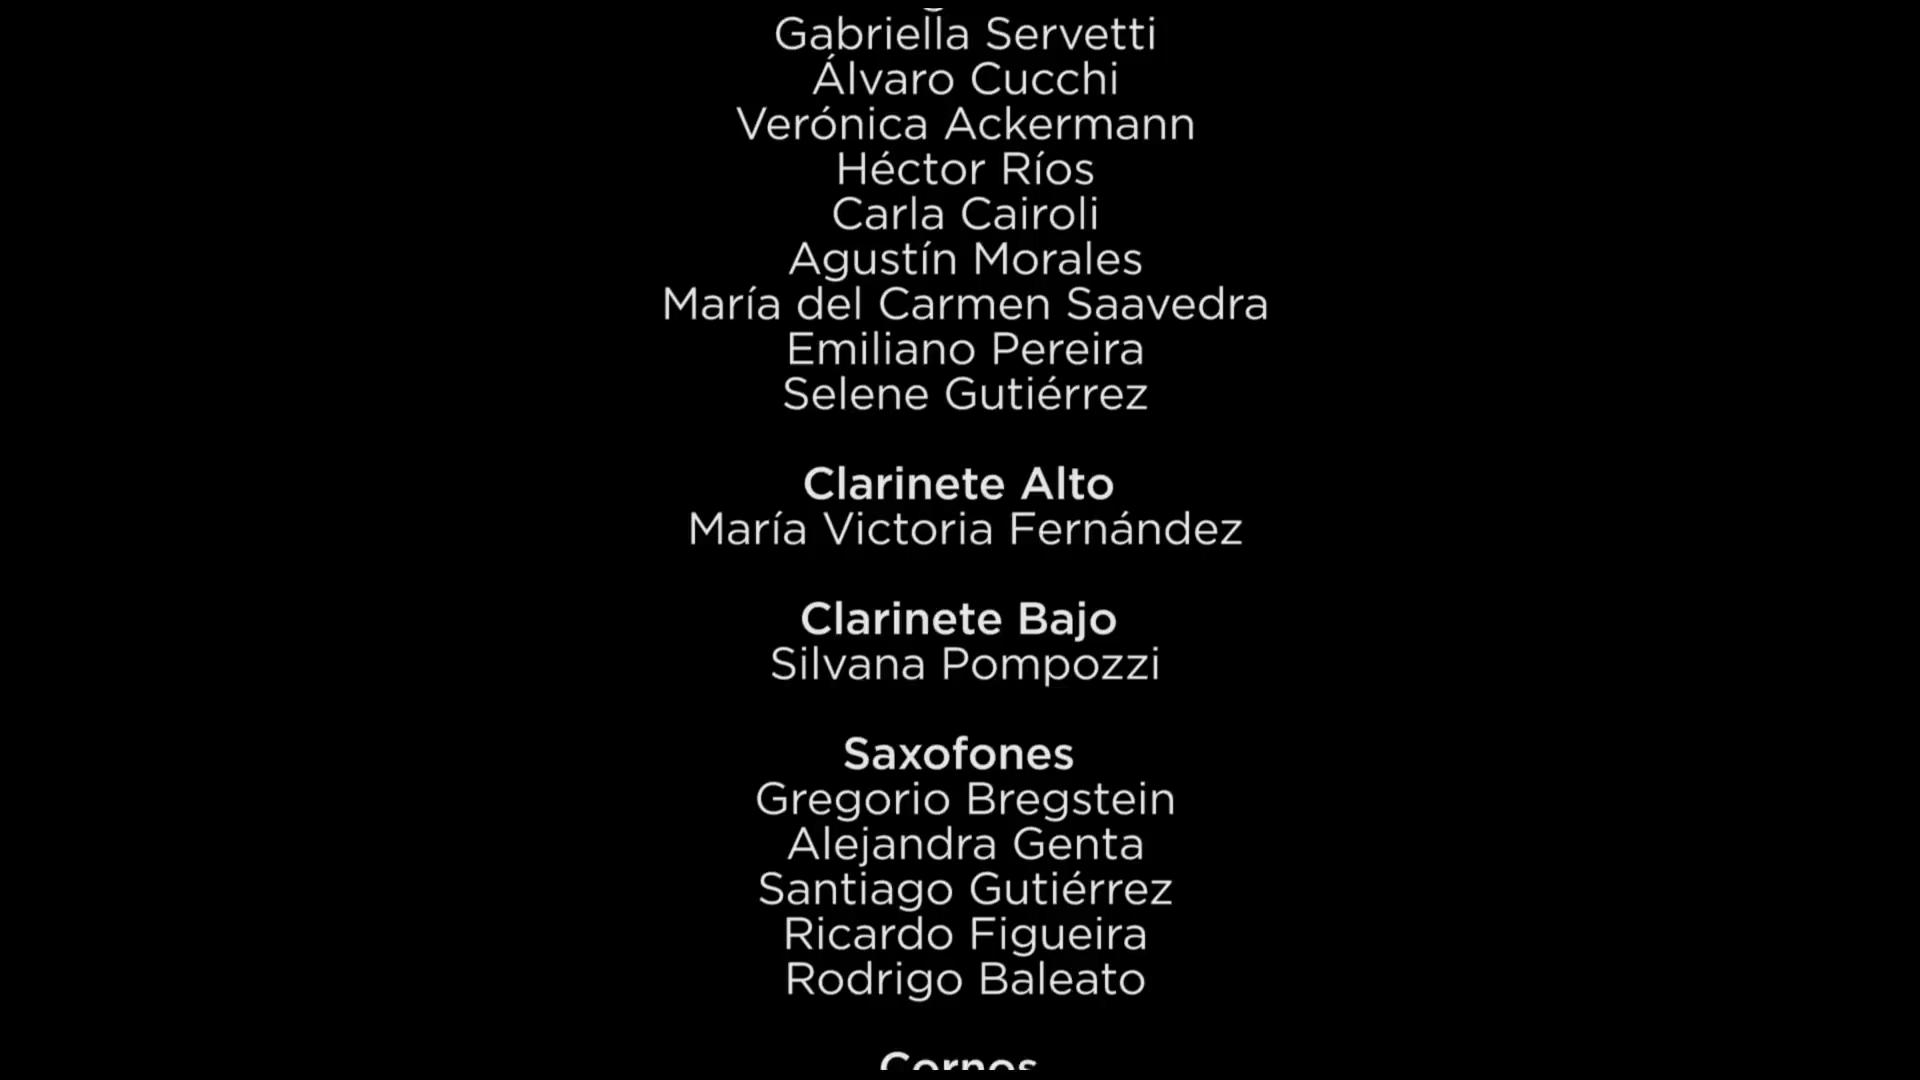 Gabriella Servetti
Álvaro Cucchi
Verónica Ackermann
Héctor Ríos
Carla Cairoli
Agustín Morales
María del Carmen Saavedra
Emiliano Pereira
Selene Gutiérrez
Clarinete Alto
María Victoria Fernández
Clarinete Bajo
Silvana Pompozzi
Saxofones
Gregorio Bregstein
Alejandra Genta
Santiago Gutiérrez
Ricardo Figueira
Rodrigo Baleato
Cornos